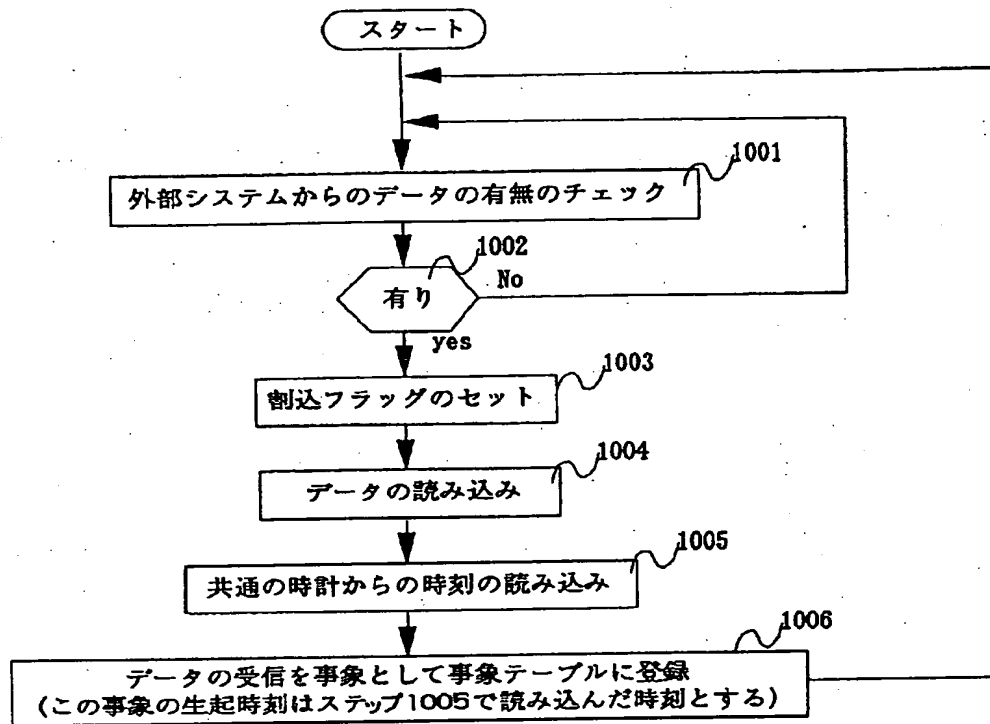 スタート
1001
外部システムからのデータの有無のチェック
1002
有り
No
yes
1003
割込フラッグのセット
1004
データの読み込み
1005
共通の時計からの時刻の読み込み
1006
データの受信を事象として事象テーブルに登録
(この事象の生起時刻はステップ1005で読み込んだ時刻とする)